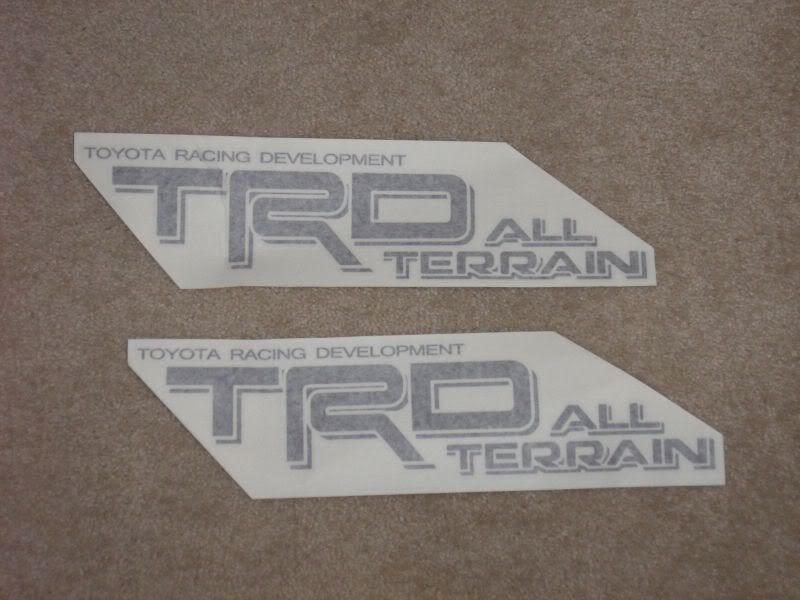 TOYOTA RACING DEVELOPMENT
TRD ALL
TERRAIN
TOYOTA RACING DEVELOPMENT
TRD ALL
TERRAIN